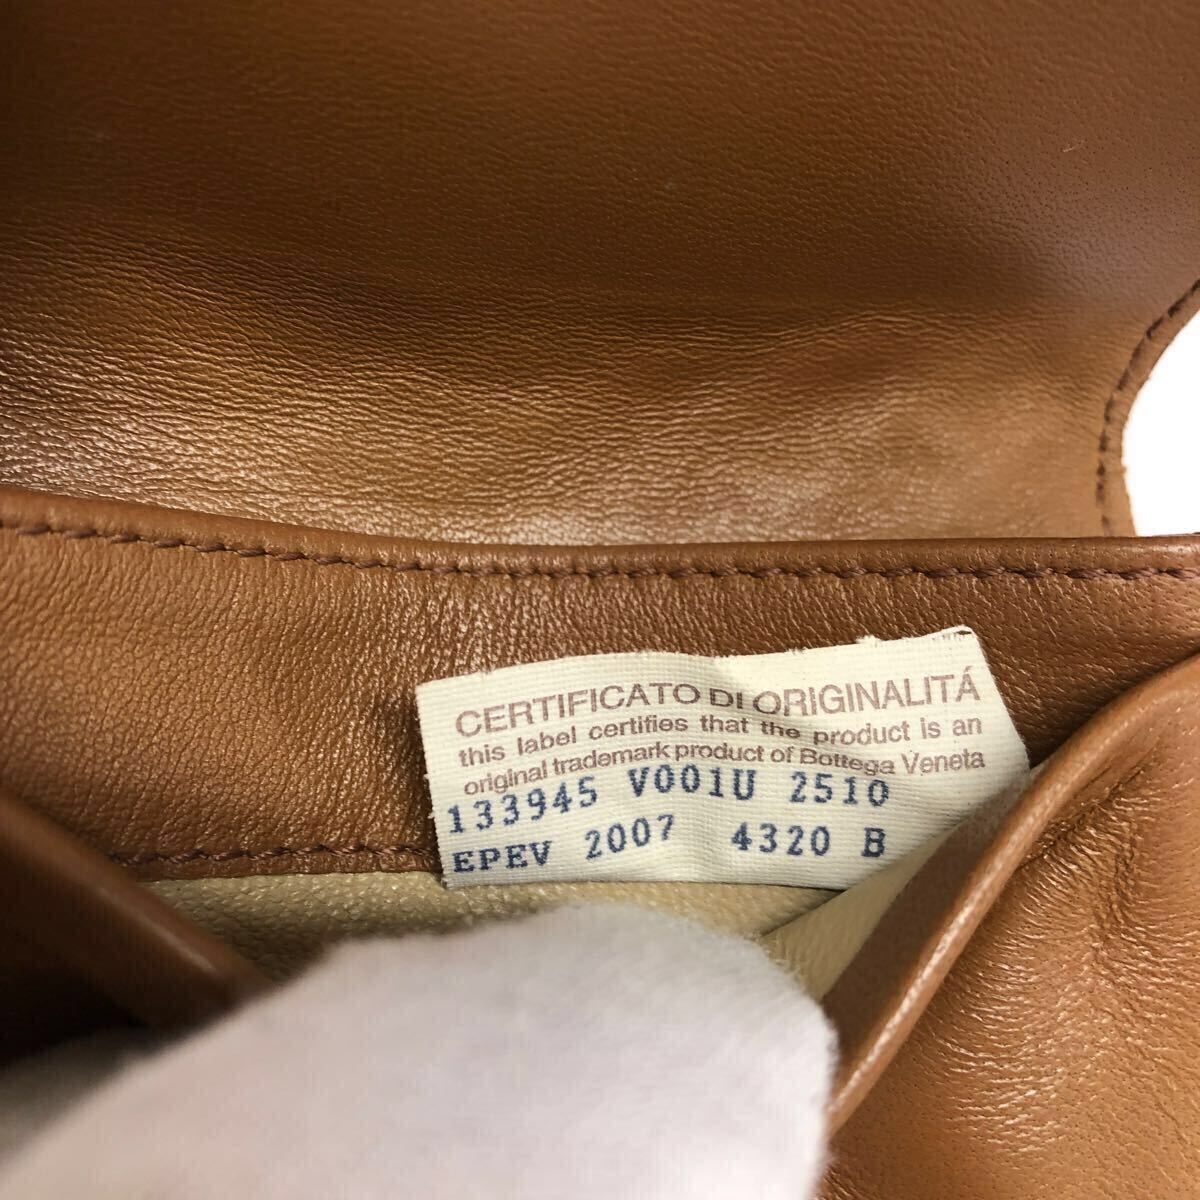 CERTIFICATO DI ORIGINALITÁ
this label certifies that the product is an
original trademark product of Bottega Veneta
133945 V001U 2510
EPEV 2007 4320 B